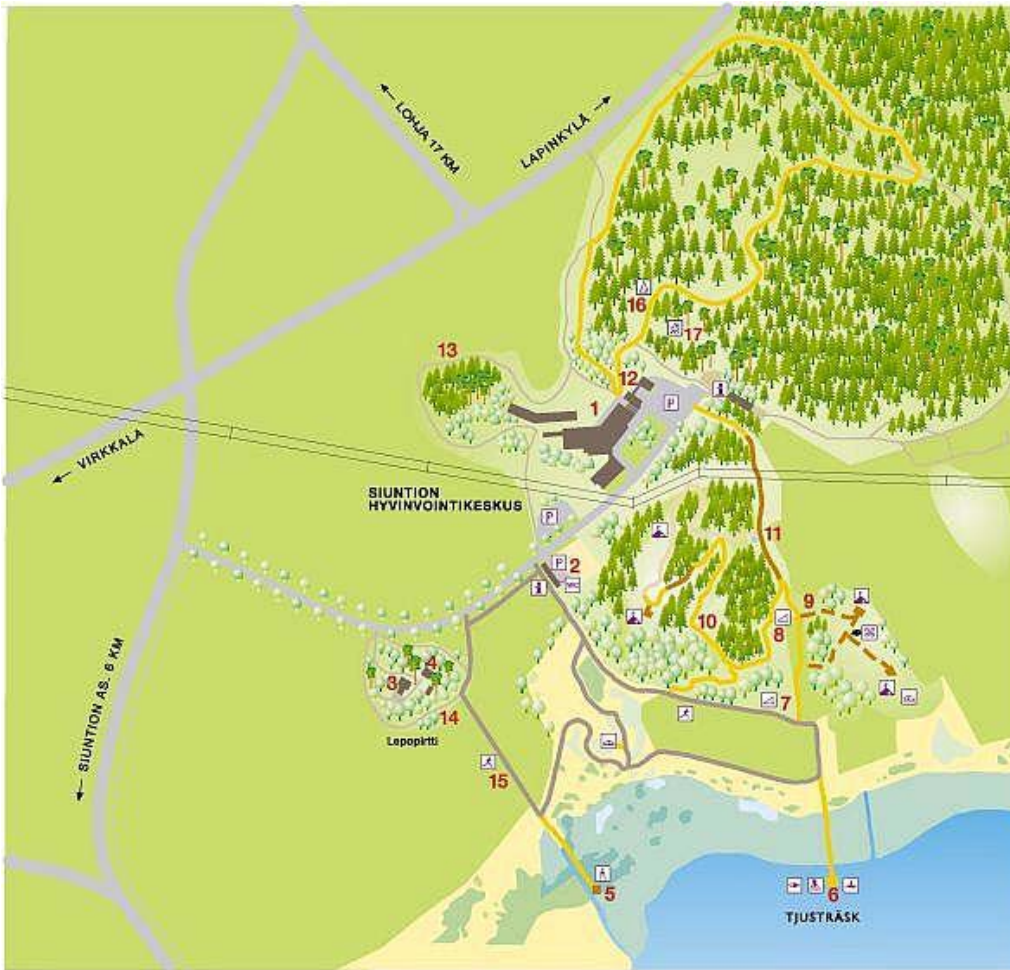 LOHJA 17 KM
LAPINKYLÄ
16
17
13
12
i
1
P
VIRKKALA
SIUNTION
HYVINVOINTIKESKUS
P
11
P
2
i
WC
9
10
8
3
4
7
14
Lepopirtti
SIUNTION AS. 6 KM
15
5
6
TJUSTRÄSK